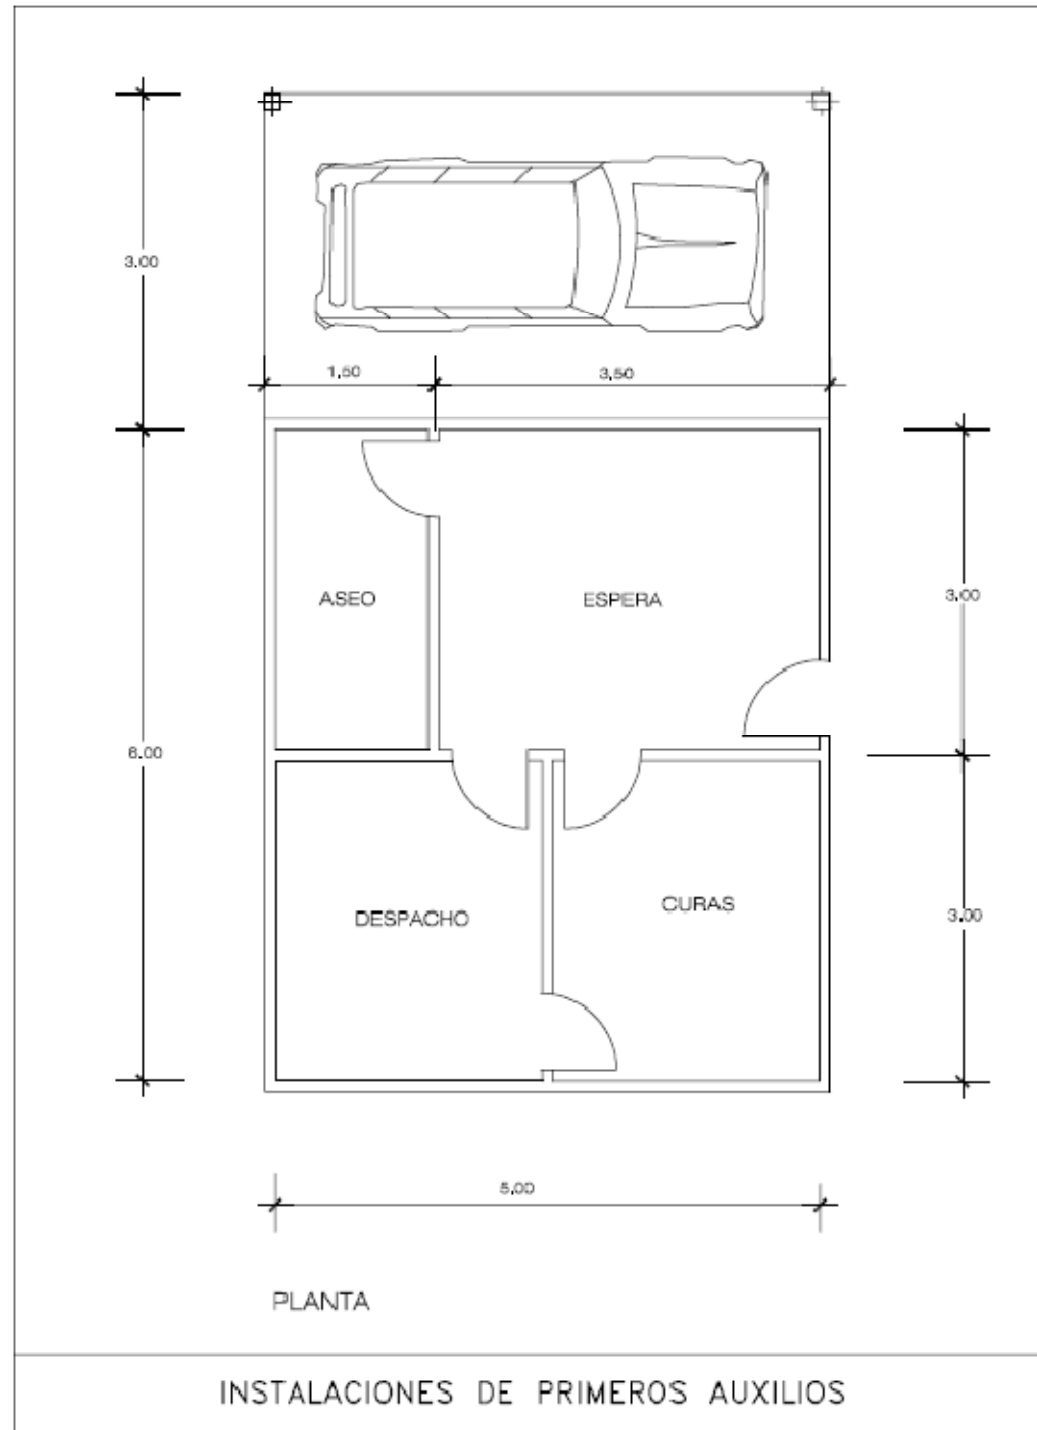 3.00
1,50
3,50
ASEO
ESPERA
3,00
6.00
DESPACHO
CURAS
3.00
5,00
PLANTA
INSTALACIONES DE PRIMEROS AUXILIOS